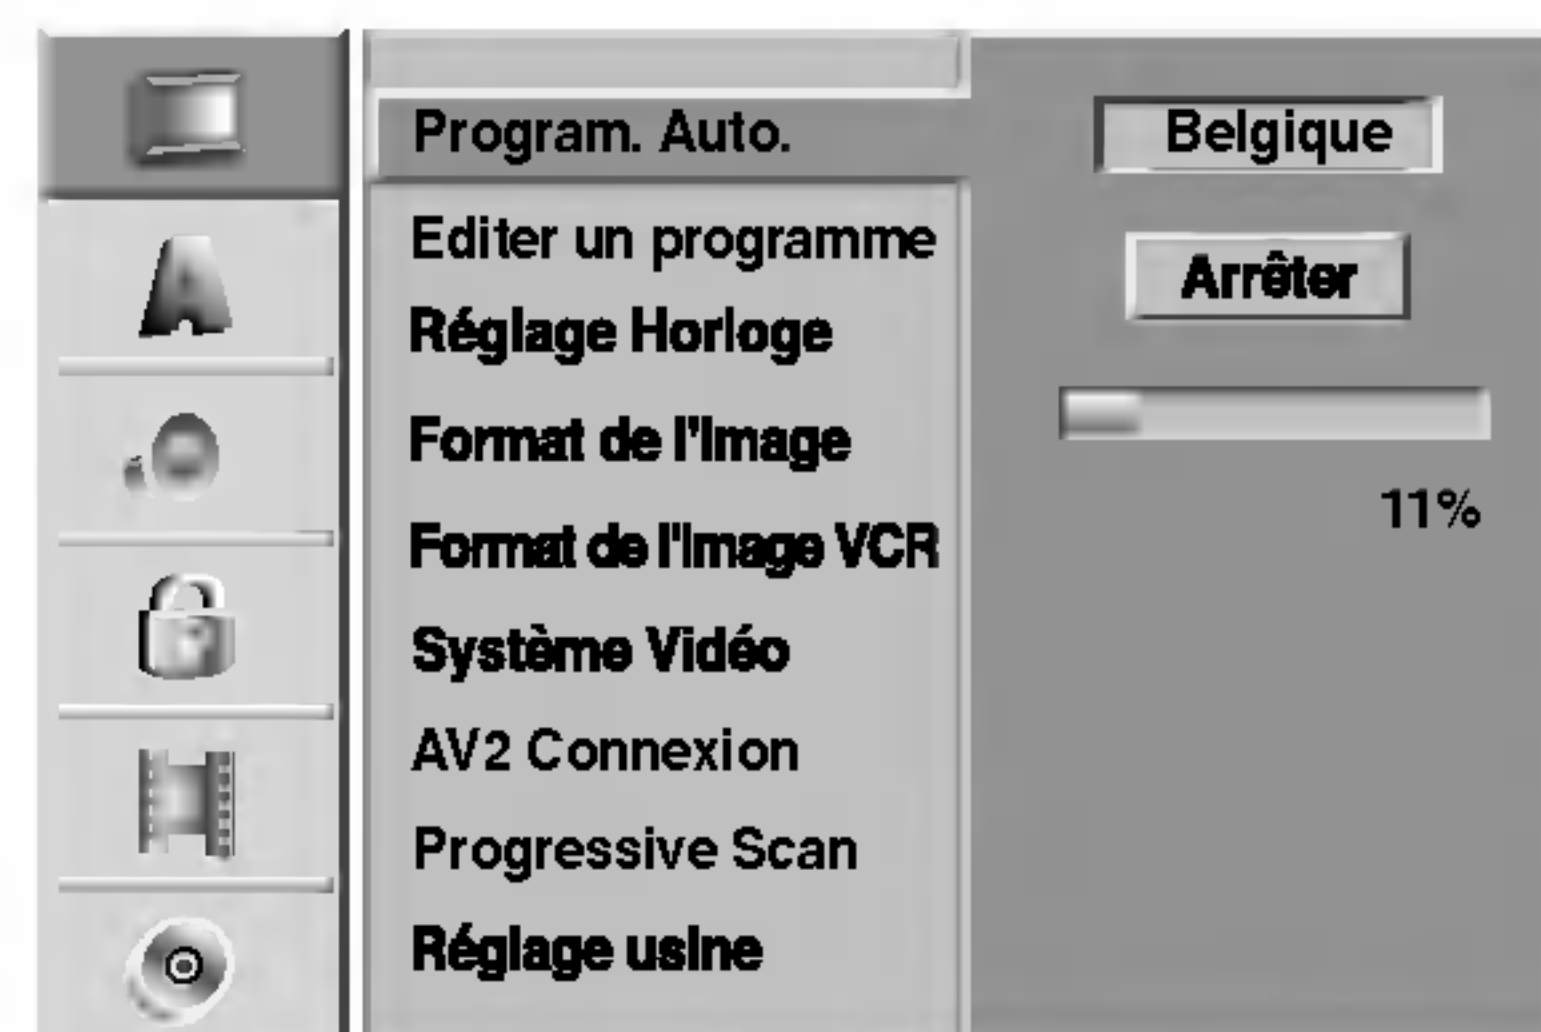 Program. Auto.
Editer un programme
Réglage Horloge
Format de l'Image
Format de l'Image VCR
Système Vidéo
AV2 Connexion
Progressive Scan
Réglage usine
Belgique
Arrêter
11%